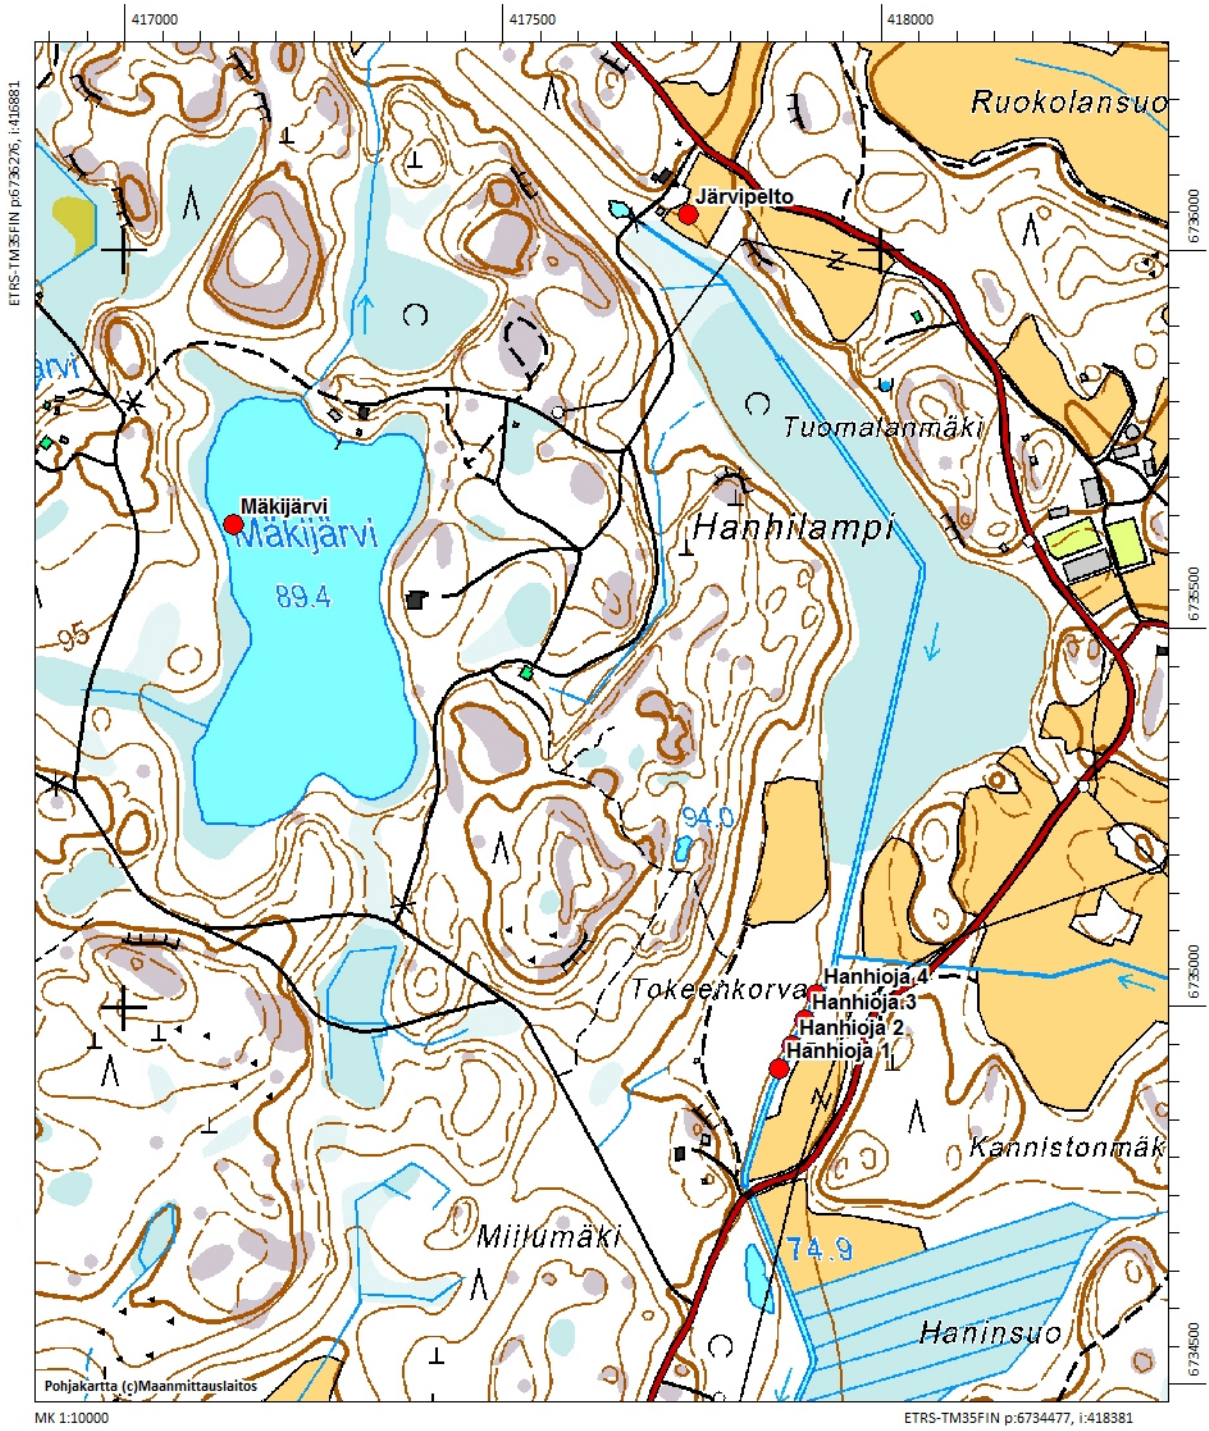 417000
417500
418000
ETRS-TM35FIN p:6736276, i:416881
Ruokolansuo
Järvipelto
6736000
ärvi
Tuomalanmäki
Mäkijärvi
Mäkijärvi
Hanhilampi
89.4
6735500
95
94.0
Tokeenkorva
Hanhioja 4
Hanhioja 3
Hanhioja 2
Hanhioja 1
6735000
Kannistonmäk
Miilumäki
74.9
Haninsuo
6734500
Pohjakartta (c)Maanmittauslaitos
MK 1:10000
ETRS-TM35FIN p:6734477, i:418381